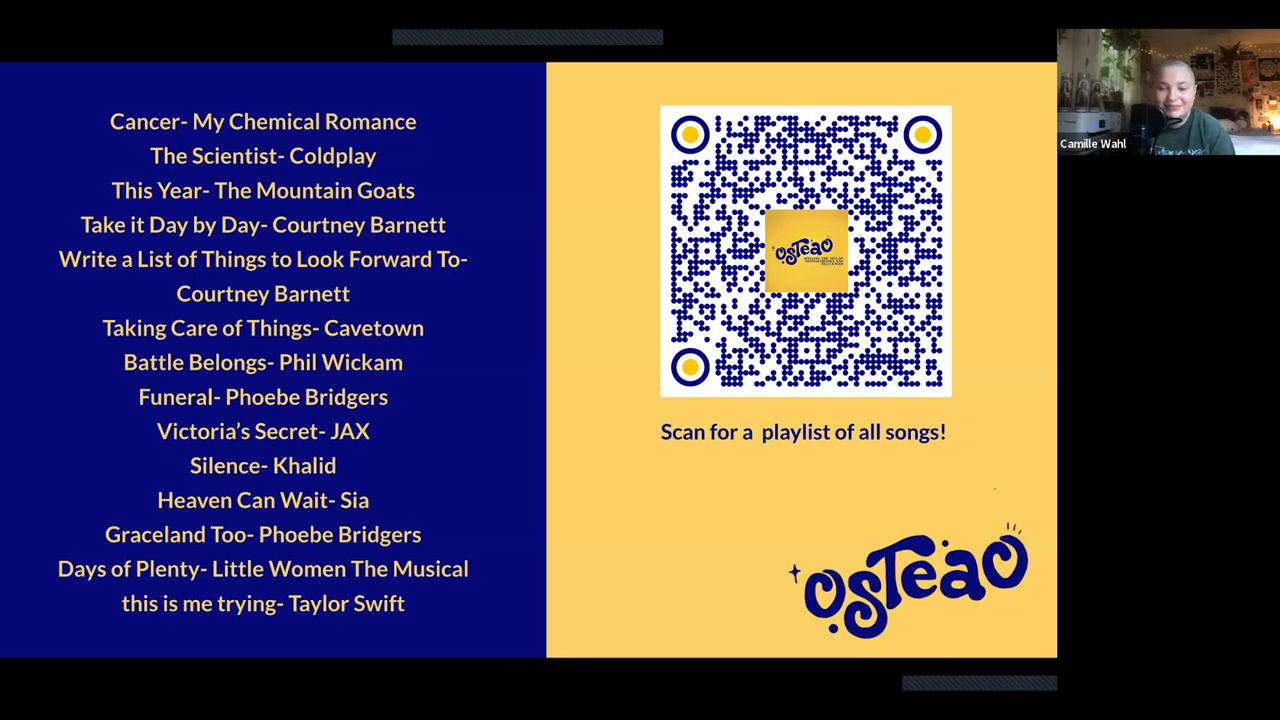 Cancer- My Chemical Romance
The Scientist- Coldplay
This Year- The Mountain Goats
Take it Day by Day- Courtney Barnett
Write a List of Things to Look Forward To-
Courtney Barnett
Taking Care of Things- Cavetown
Battle Belongs- Phil Wickam
Funeral- Phoebe Bridgers
Victoria’s Secret- JAX
Silence- Khalid
Heaven Can Wait- Sia
Graceland Too- Phoebe Bridgers
Days of Plenty- Little Women The Musical
this is me trying- Taylor Swift
OSTEAO
Scan for a playlist of all songs!
OSTEAO
Camille Wahl